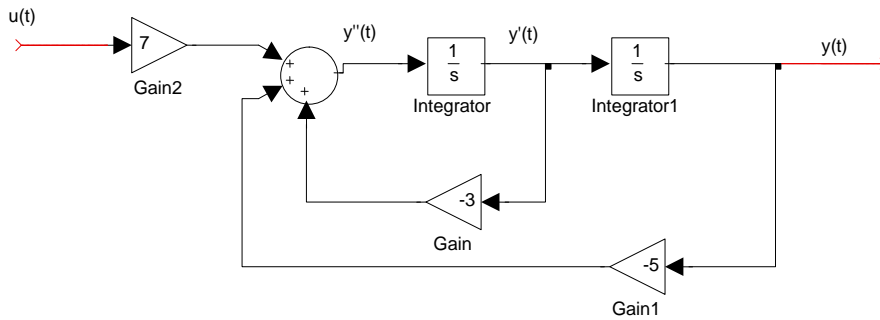 u(t)
7
Gain2
+
+
+
y''(t)
1
s
Integrator
y'(t)
1
s
Integrator1
y(t)
-3
Gain
-5
Gain1